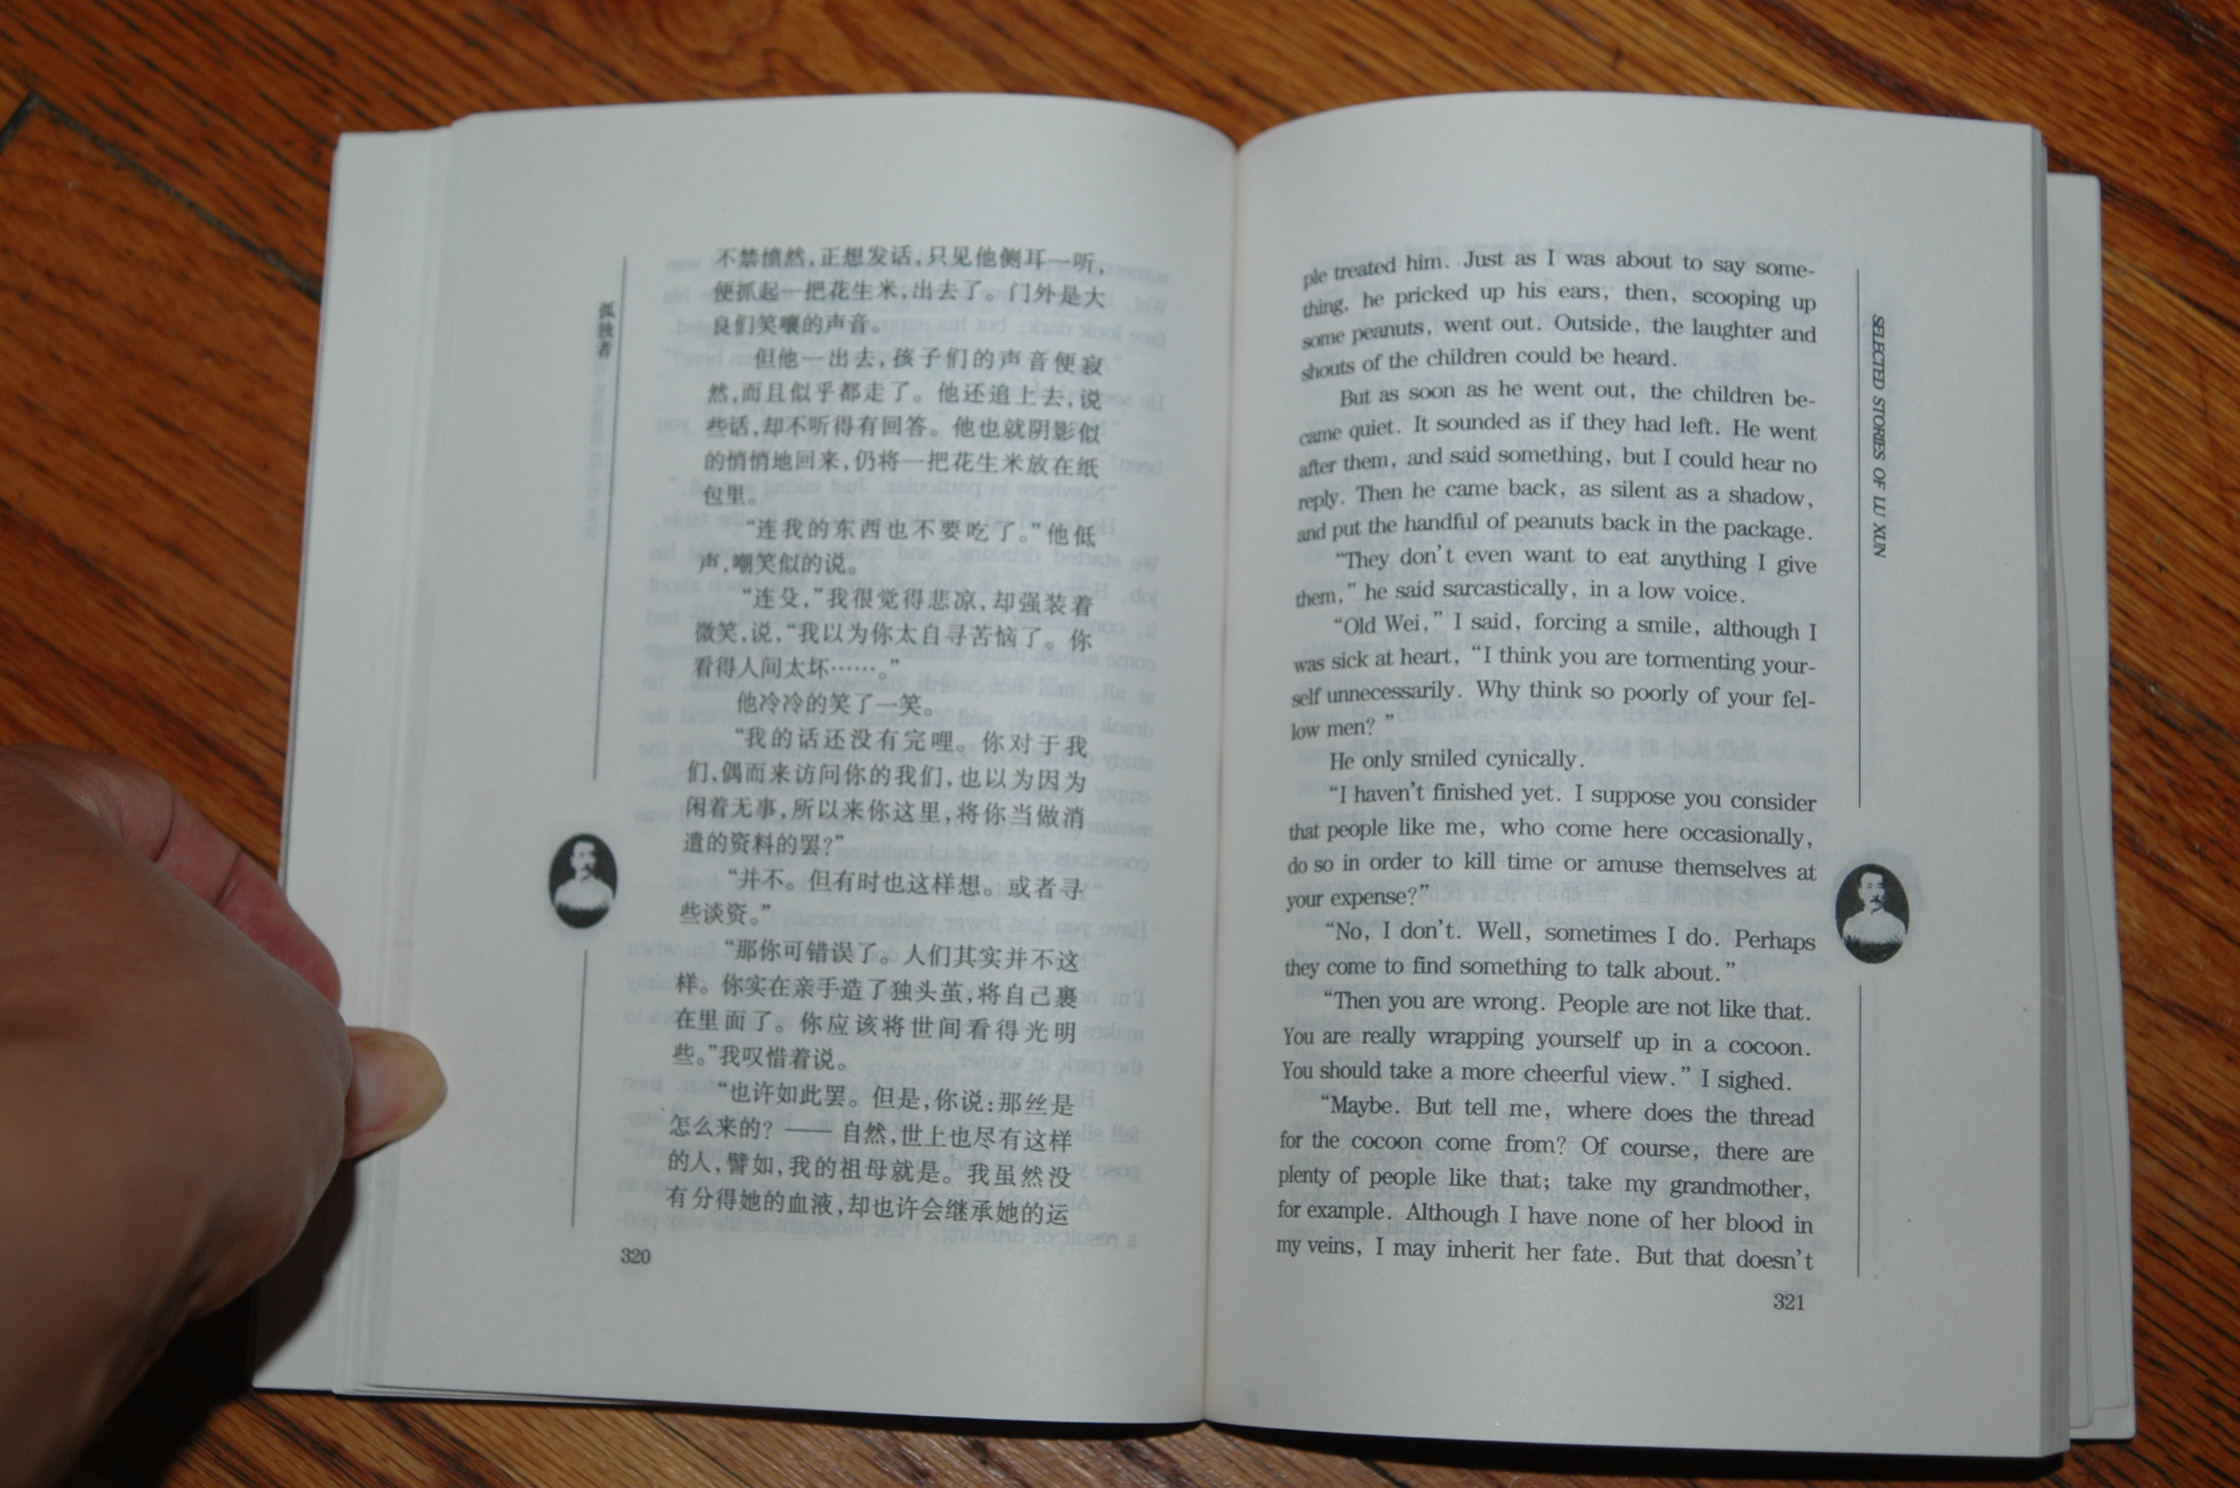 孤独者
不禁愤然,正想发话,只见他侧耳一听,
便抓起一把花生米,出去了。门外是大
良们笑嚷的声音。
但他一出去,孩子们的声音便寂
然,而且似乎都走了。他还追上去,说
些话,却不听得有回答。他也就阴影似
的悄悄地回来,仍将一把花生米放在纸
包里。
“连我的东西也不要吃了。”他低
声,嘲笑似的说。
“连殳,”我很觉得悲凉,却强装着
微笑,说,“我以为你太自寻苦恼了。你
看得人间太坏……。”
他冷冷的笑了一笑。
“我的话还没有完哩。你对于我
们,偶而来访问你的我们,也以为因为
闲着无事,所以来你这里,将你当做消
遣的资料的罢?”
“并不。但有时也这样想。或者寻
些谈资。”
“那你可错误了。人们其实并不这
样。你实在亲手造了独头茧,将自己裹
在里面了。你应该将世间看得光明
些。”我叹惜着说。
“也许如此罢。但是,你说:那丝是
怎么来的?—— 自然,世上也尽有这样
的人,譬如,我的祖母就是。我虽然没
有分得她的血液,却也许会继承她的运
320
ple treated him. Just as I was about to say some-
thing, he pricked up his ears, then, scooping up
some peanuts, went out. Outside, the laughter and
shouts of the children could be heard.
But as soon as he went out, the children be-
came quiet. It sounded as if they had left. He went
after them, and said something, but I could hear no
reply. Then he came back, as silent as a shadow,
and put the handful of peanuts back in the package.
“They don't even want to eat anything I give
them,” he said sarcastically, in a low voice.
“Old Wei,” I said, forcing a smile, although I
was sick at heart, “I think you are tormenting your-
self unnecessarily. Why think so poorly of your fel-
low men? ”
He only smiled cynically.
“I haven't finished yet. I suppose you consider
that people like me, who come here occasionally,
do so in order to kill time or amuse themselves at
your expense?”
“No, I don't. Well, sometimes I do. Perhaps
they come to find something to talk about.”
“Then you are wrong. People are not like that.
You are really wrapping yourself up in a cocoon.
You should take a more cheerful view.” I sighed.
“Maybe. But tell me, where does the thread
for the cocoon come from? Of course, there are
plenty of people like that; take my grandmother,
for example. Although I have none of her blood in
my veins, I may inherit her fate. But that doesn't
321
SELECTED STORIES OF LU XUN